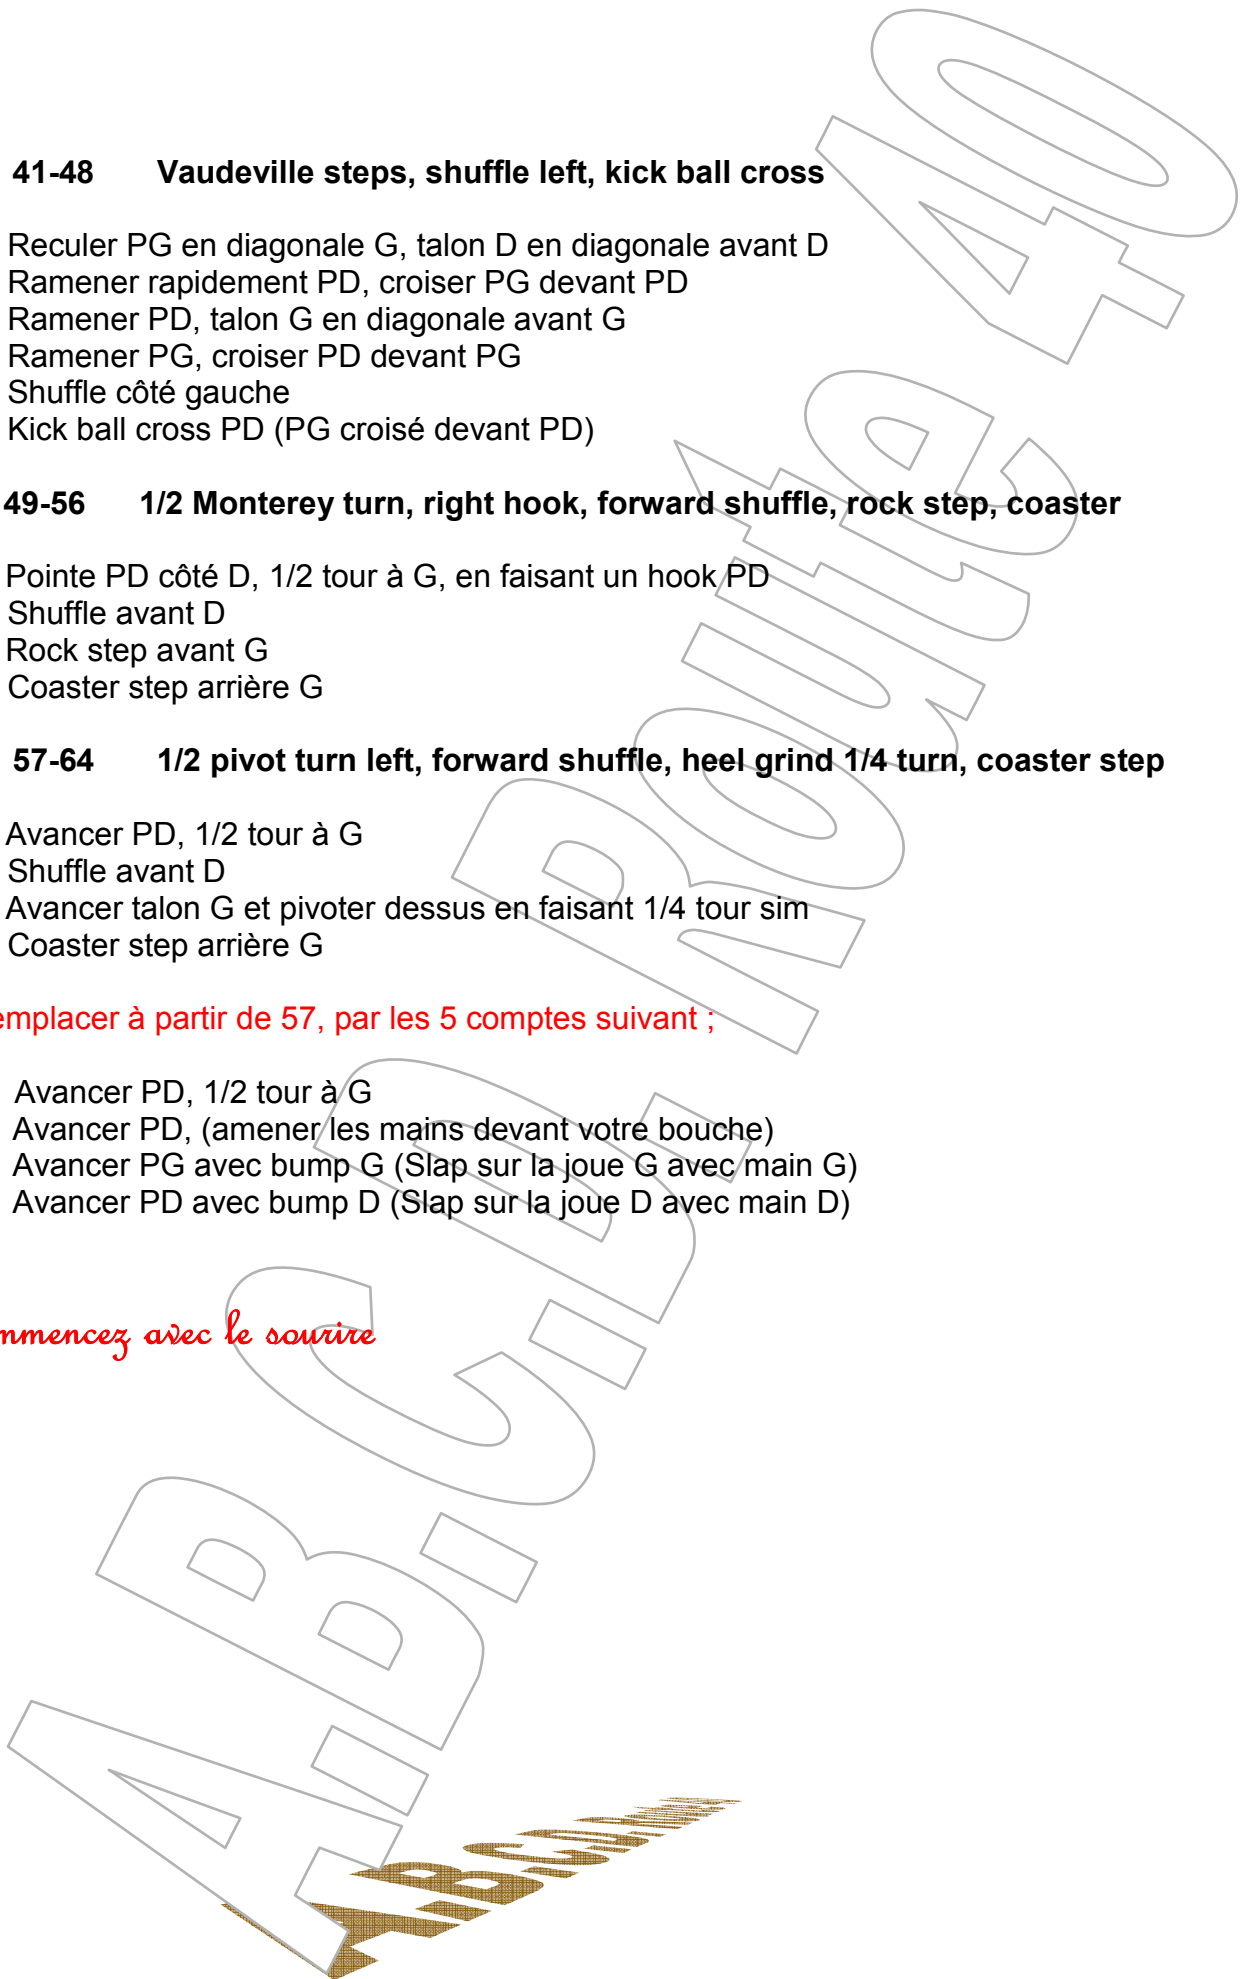 41-48 Vaudeville steps, shuffle left, kick ball cross
Reculer PG en diagonale G, talon D en diagonale avant D
Ramener rapidement PD, croiser PG devant PD
Ramener PD, talon G en diagonale avant G
Ramener PG, croiser PD devant PG
Shuffle côté gauche
Kick ball cross PD (PG croisé devant PD)
49-56 1/2 Monterey turn, right hook, forward shuffle, rock step, coaster
Pointe PD côté D, 1/2 tour à G, en faisant un hook PD
Shuffle avant D
Rock step avant G
Coaster step arrière G
57-64 1/2 pivot turn left, forward shuffle, heel grind 1/4 turn, coaster step
Avancer PD, 1/2 tour à G
Shuffle avant D
Avancer talon G et pivoter dessus en faisant 1/4 tour sim
Coaster step arrière G
emplacer à partir de 57, par les 5 comptes suivant ;
Avancer PD, 1/2 tour à G
Avancer PD, (amener les mains devant votre bouche)
Avancer PG avec bump G (Slap sur la joue G avec main G)
Avancer PD avec bump D (Slap sur la joue D avec main D)
mmencez avec le sourire
A.B.C.D. Route 40